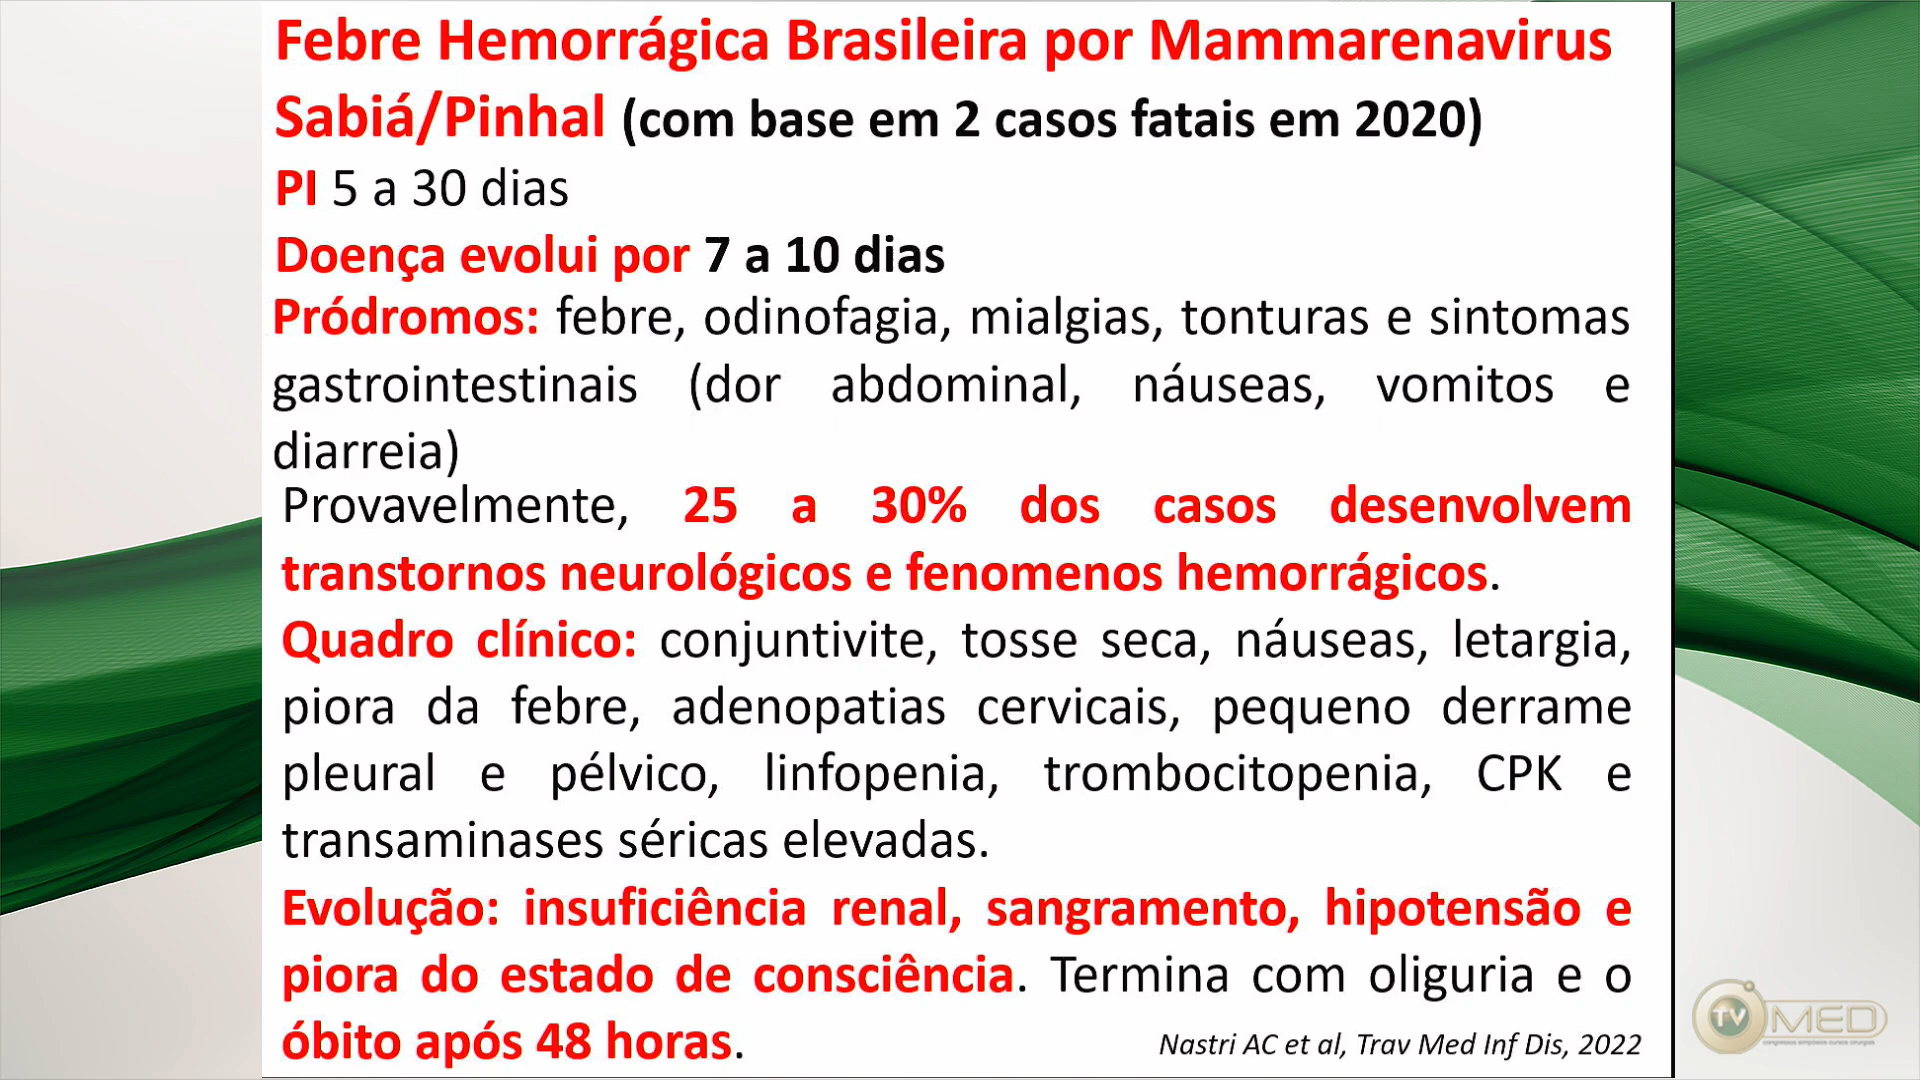 Febre Hemorrágica Brasileira por Mammarenavirus
Sabiá/Pinhal (com base em 2 casos fatais em 2020)
PI 5 a 30 dias
Doença evolui por 7 a 10 dias
Pródromos: febre, odinofagia, mialgias, tonturas e sintomas
gastrointestinais (dor abdominal, náuseas, vomitos e
diarreia)
Provavelmente, 25 a 30% dos casos desenvolvem
transtornos neurológicos e fenomenos hemorrágicos.
Quadro clínico: conjuntivite, tosse seca, náuseas, letargia,
piora da febre, adenopatias cervicais, pequeno derrame
pleural e pélvico, linfopenia, trombocitopenia, CPK e
transaminases séricas elevadas.
Evolução: insuficiência renal, sangramento, hipotensão e
piora do estado de consciência. Termina com oliguria e o
óbito após 48 horas.
Nastri AC et al, Trav Med Inf Dis, 2022
TV MED